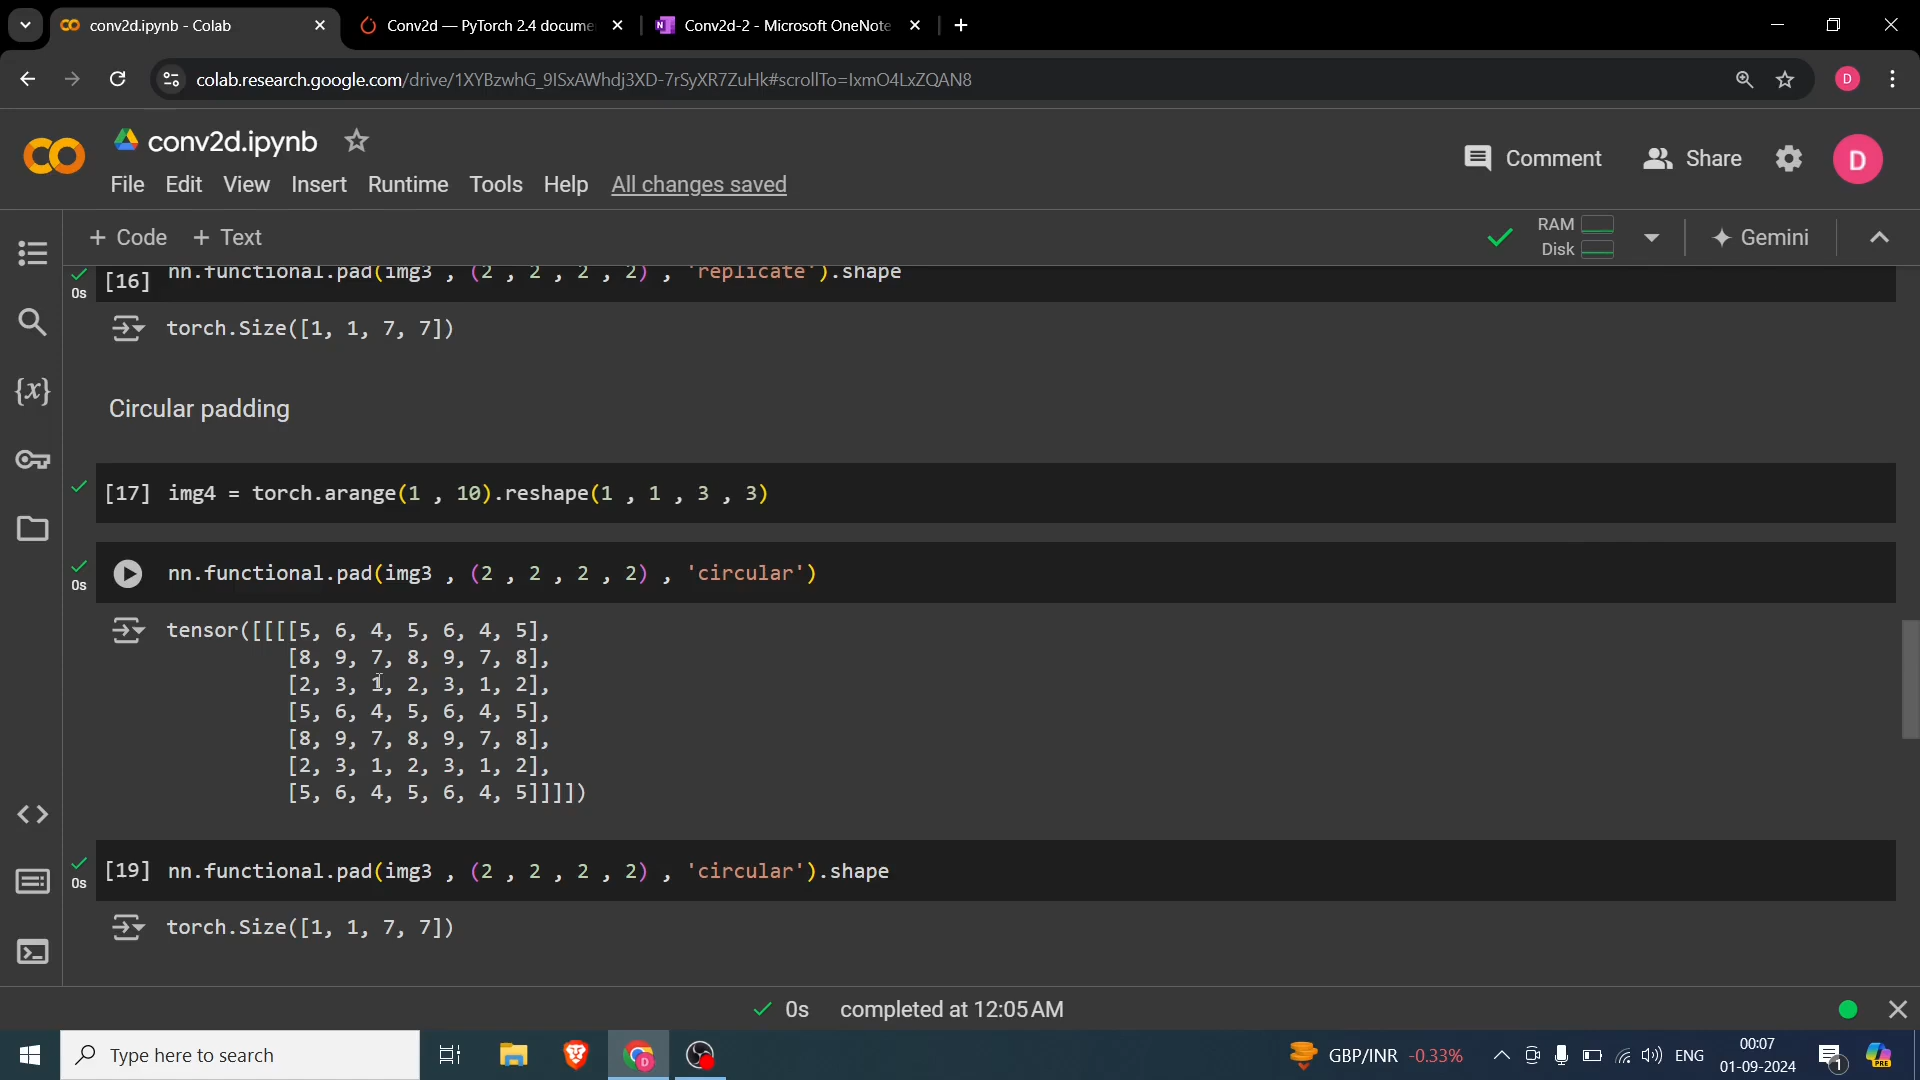 conv2d.ipynb - Colab
Conv2d — PyTorch 2.4 docume
Conv2d-2 - Microsoft OneNote
colab.research.google.com/drive/1XYBzwhG_9ISxAWhdj3XD-7rSyXR7ZuHk#scrollTo=IxmO4LxZQAN8
D
conv2d.ipynb
Comment
Share
D
File Edit View Insert Runtime Tools Help All changes saved
+ Code + Text
RAM
Disk
Gemini
[16] nn.functional.pad(img3 , (2 , 2 , 2 , 2) , 'replicate').shape
0s
torch.Size([1, 1, 7, 7])
Circular padding
[17] img4 = torch.arange(1 , 10).reshape(1 , 1 , 3 , 3)
nn.functional.pad(img3 , (2 , 2 , 2 , 2) , 'circular')
0s
tensor([[[[5, 6, 4, 5, 6, 4, 5],
[8, 9, 7, 8, 9, 7, 8],
[2, 3, 1, 2, 3, 1, 2],
[5, 6, 4, 5, 6, 4, 5],
[8, 9, 7, 8, 9, 7, 8],
[2, 3, 1, 2, 3, 1, 2],
[5, 6, 4, 5, 6, 4, 5]]]])
[19] nn.functional.pad(img3 , (2 , 2 , 2 , 2) , 'circular').shape
0s
torch.Size([1, 1, 7, 7])
0s completed at 12:05 AM
Type here to search
GBP/INR -0.33%
ENG
00:07
01-09-2024
1